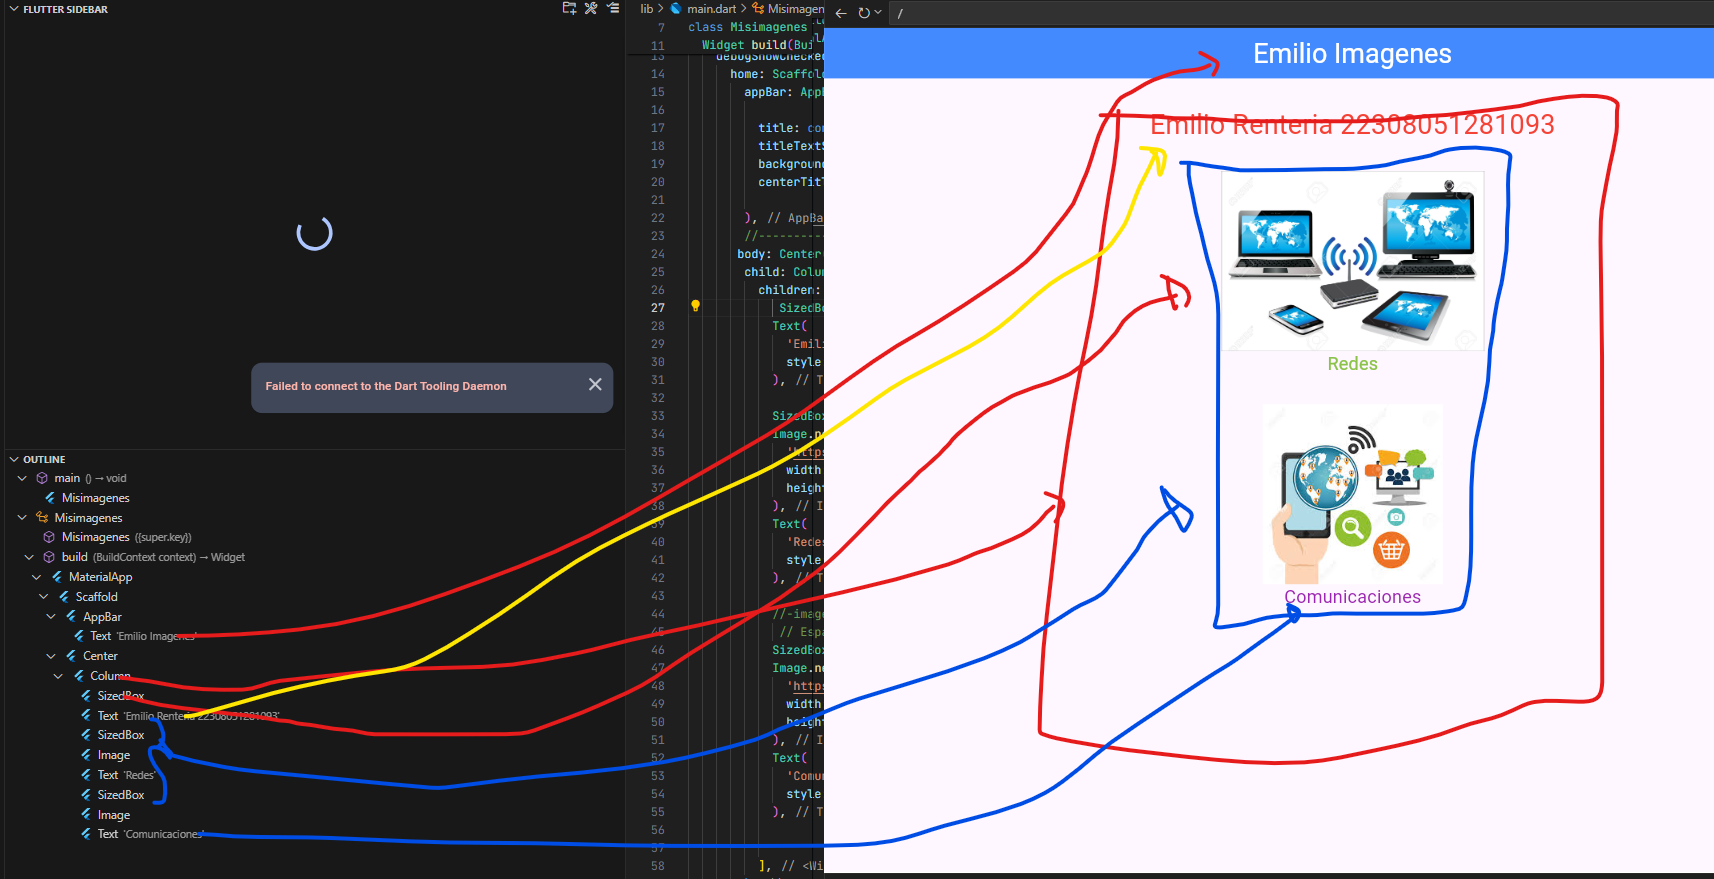 FLUTTER SIDEBAR
Failed to connect to the Dart Tooling Daemon
OUTLINE
main () → void
Misimagenes
Misimagenes
Misimagenes ({super.key})
build (BuildContext context) → Widget
MaterialApp
Scaffold
AppBar
Text 'Emilio Imagenes'
Center
Column
SizedBox
Text 'Emilio Renteria 22308051281093'
SizedBox
Image
Text 'Redes'
SizedBox
Image
Text 'Comunicaciones'
lib > main.dart > Misimagenes
7 class Misimagenes
11 Widget build(Bui
13 debugShowChecke
14 home: Scaffo
15 appBar: App
16
17 title: co
18 titleTextS
19 background
20 centerTit
21
22 ), // AppBa
23 //----------
24 body: Center
25 child: Colu
26 children:
27 SizedBo
28 Text(
29 'Emil
30 style
31 ), // T
32
33 SizedBo
34 Image.n
35 'http
36 width
37 heigh
38 ), // I
39 Text(
40 'Rede
41 style
42 ), // T
43
44 //-imag
45 // Espa
46 SizedBo
47 Image.n
48 'http
49 width
50 heigh
51 ), // I
52 Text(
53 'Comu
54 style
55 ), // T
56
57
58 ], // <Wi
/
Emilio Imagenes
Emilio Renteria 22308051281093
Redes
Comunicaciones